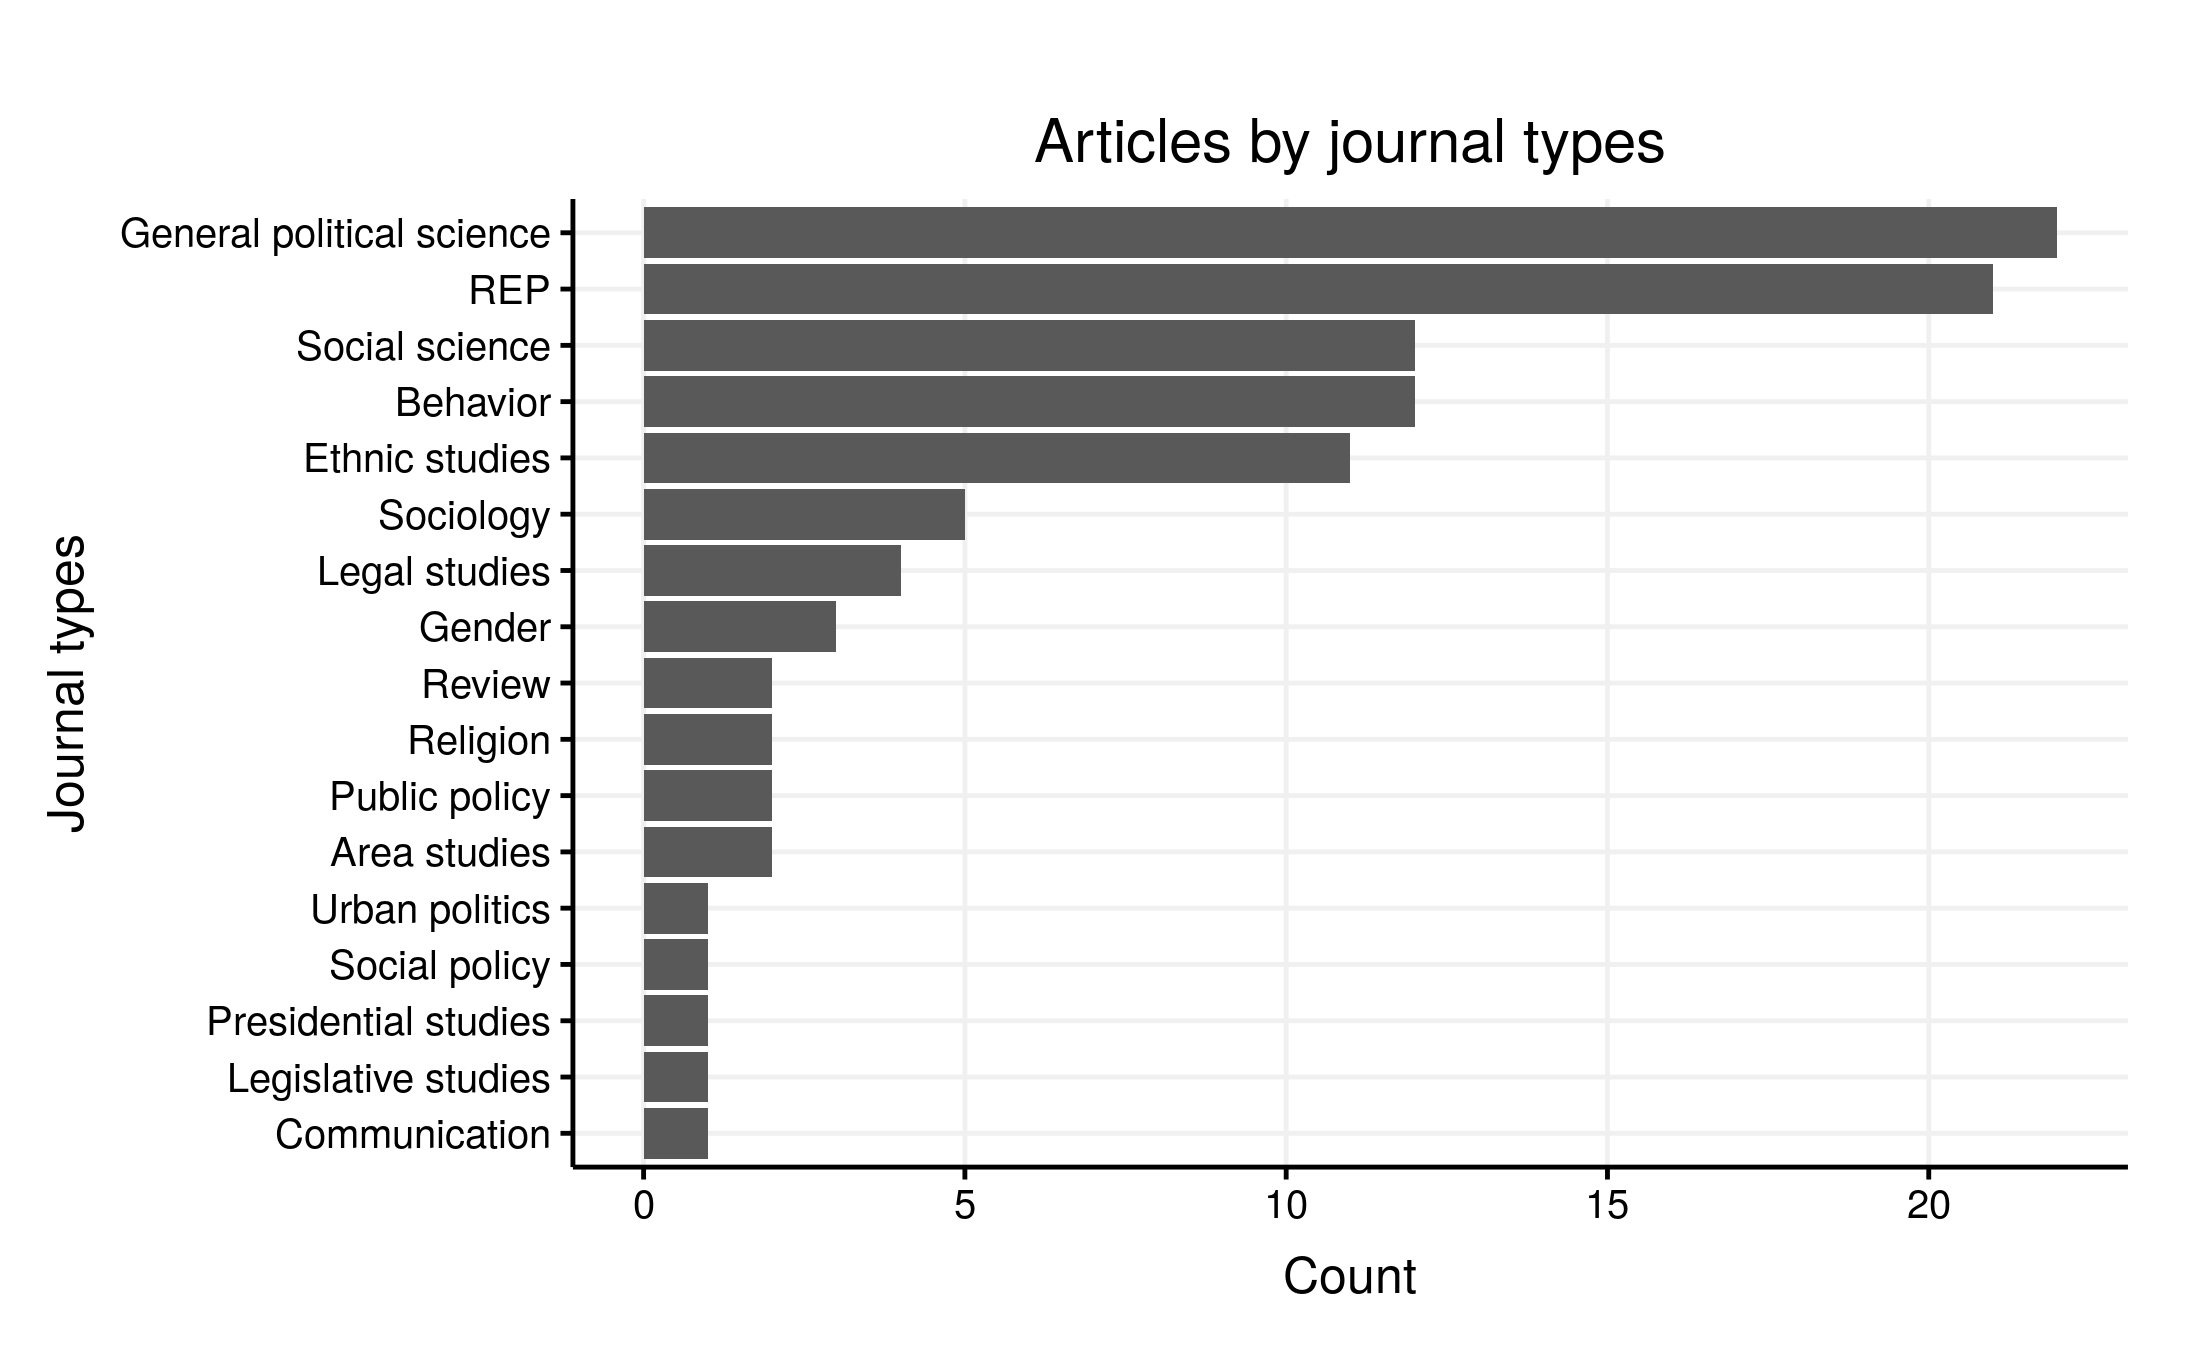 Articles by journal types
General political science
REP
Social science
Behavior
Ethnic studies
Sociology
Legal studies
Gender
Review
Religion
Public policy
Area studies
Urban politics
Social policy
Presidential studies
Legislative studies
Communication
Journal types
0 5 10 15 20
Count